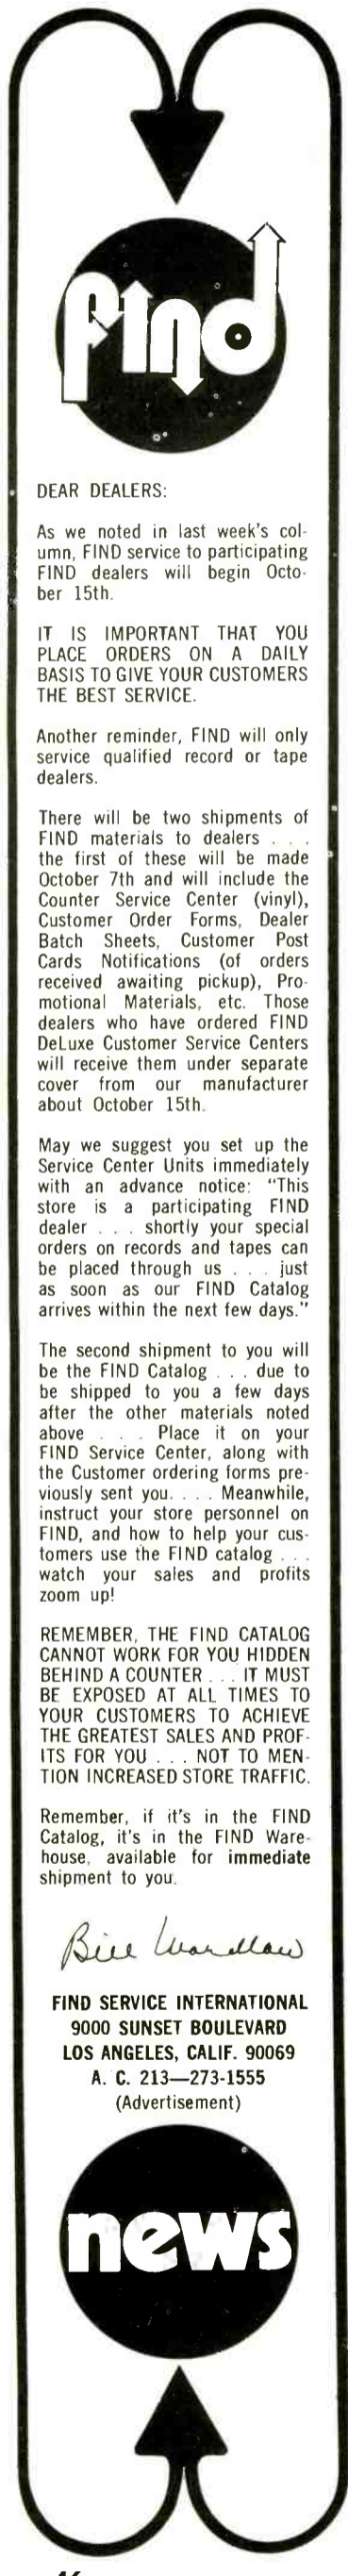 find
DEAR DEALERS:
As we noted in last week's col-
umn, FIND service to participating
FIND dealers will begin Octo-
ber 15th.
IT IS IMPORTANT THAT YOU
PLACE ORDERS ON A DAILY
BASIS TO GIVE YOUR CUSTOMERS
THE BEST SERVICE.
Another reminder, FIND will only
service qualified record or tape
dealers.
There will be two shipments of
FIND materials to dealers . . .
the first of these will be made
October 7th and will include the
Counter Service Center (vinyl),
Customer Order Forms, Dealer
Batch Sheets, Customer Post
Cards Notifications (of orders
received awaiting pickup), Pro-
motional Materials, etc. Those
dealers who have ordered FIND
DeLuxe Customer Service Centers
will receive them under separate
cover from our manufacturer
about October 15th.
May we suggest you set up the
Service Center Units immediately
with an advance notice: "This
store is a participating FIND
dealer . . . shortly your special
orders on records and tapes can
be placed through us . . . just
as soon as our FIND Catalog
arrives within the next few days."
The second shipment to you will
be the FIND Catalog . . . due to
be shipped to you a few days
after the other materials noted
above . . . Place it on your
FIND Service Center, along with
the Customer ordering forms pre-
viously sent you. . . . Meanwhile,
instruct your store personnel on
FIND, and how to help your cus-
tomers use the FIND catalog . . .
watch your sales and profits
zoom up!
REMEMBER, THE FIND CATALOG
CANNOT WORK FOR YOU HIDDEN
BEHIND A COUNTER . . . IT MUST
BE EXPOSED AT ALL TIMES TO
YOUR CUSTOMERS TO ACHIEVE
THE GREATEST SALES AND PROF-
ITS FOR YOU . . . NOT TO MEN-
TION INCREASED STORE TRAFFIC.
Remember, if it's in the FIND
Catalog, it's in the FIND Ware-
house, available for immediate
shipment to you.
Bill Wardlow
FIND SERVICE INTERNATIONAL
9000 SUNSET BOULEVARD
LOS ANGELES, CALIF. 90069
A. C. 213—273-1555
(Advertisement)
news